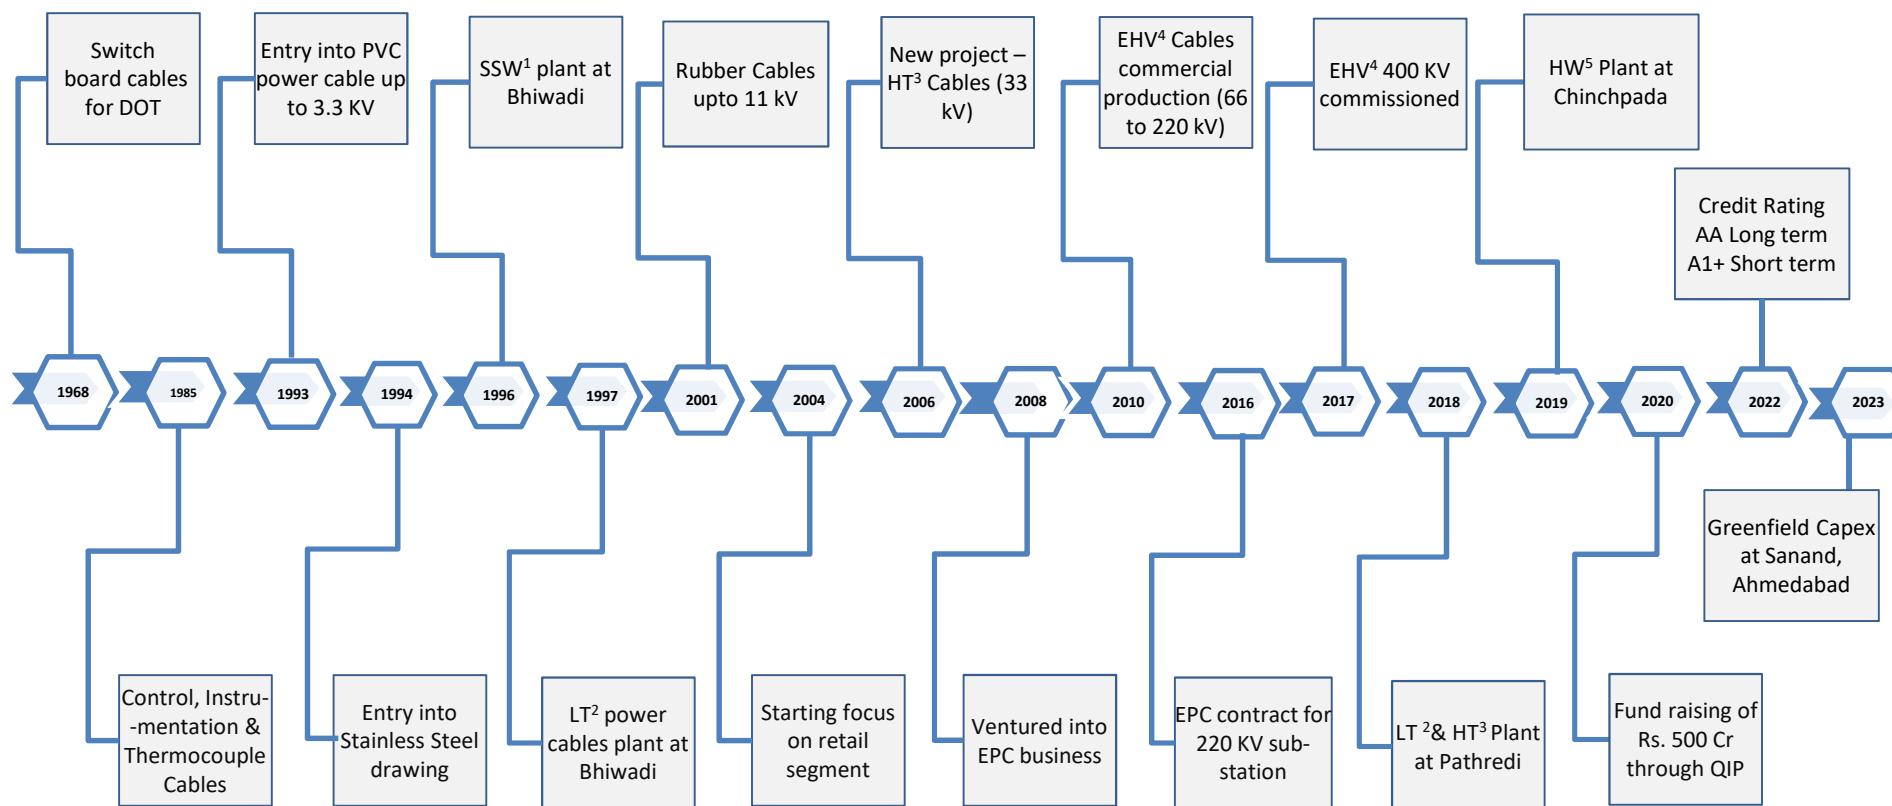 Switch
board cables
for DOT
Entry into PVC
power cable up
to 3.3 KV
SSW¹ plant at
Bhiwadi
Rubber Cables
upto 11 kV
New project –
HT³ Cables (33
kV)
EHV⁴ Cables
commercial
production (66
to 220 kV)
EHV⁴ 400 KV
commissioned
HW⁵ Plant at
Chinchpada
Credit Rating
AA Long term
A1+ Short term
1968
1985
1993
1994
1996
1997
2001
2004
2006
2008
2010
2016
2017
2018
2019
2020
2022
2023
Greenfield Capex
at Sanand,
Ahmedabad
Control, Instru-
-mentation &
Thermocouple
Cables
Entry into
Stainless Steel
drawing
LT² power
cables plant at
Bhiwadi
Starting focus
on retail
segment
Ventured into
EPC business
EPC contract for
220 KV sub-
station
LT ²& HT³ Plant
at Pathredi
Fund raising of
Rs. 500 Cr
through QIP